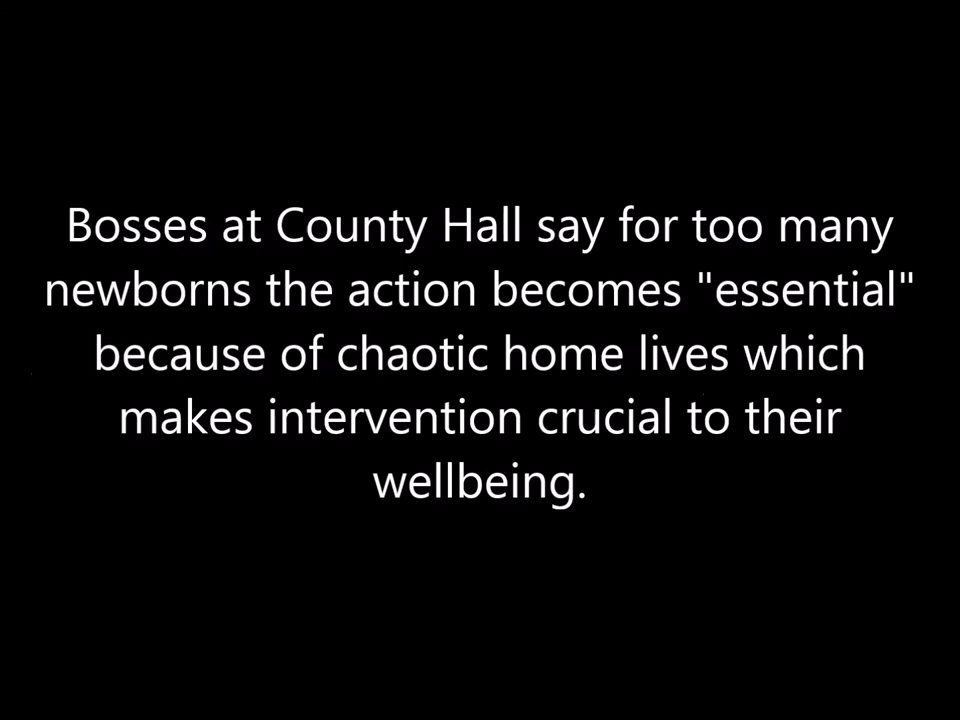 Bosses at County Hall say for too many
newborns the action becomes "essential"
because of chaotic home lives which
makes intervention crucial to their
wellbeing.